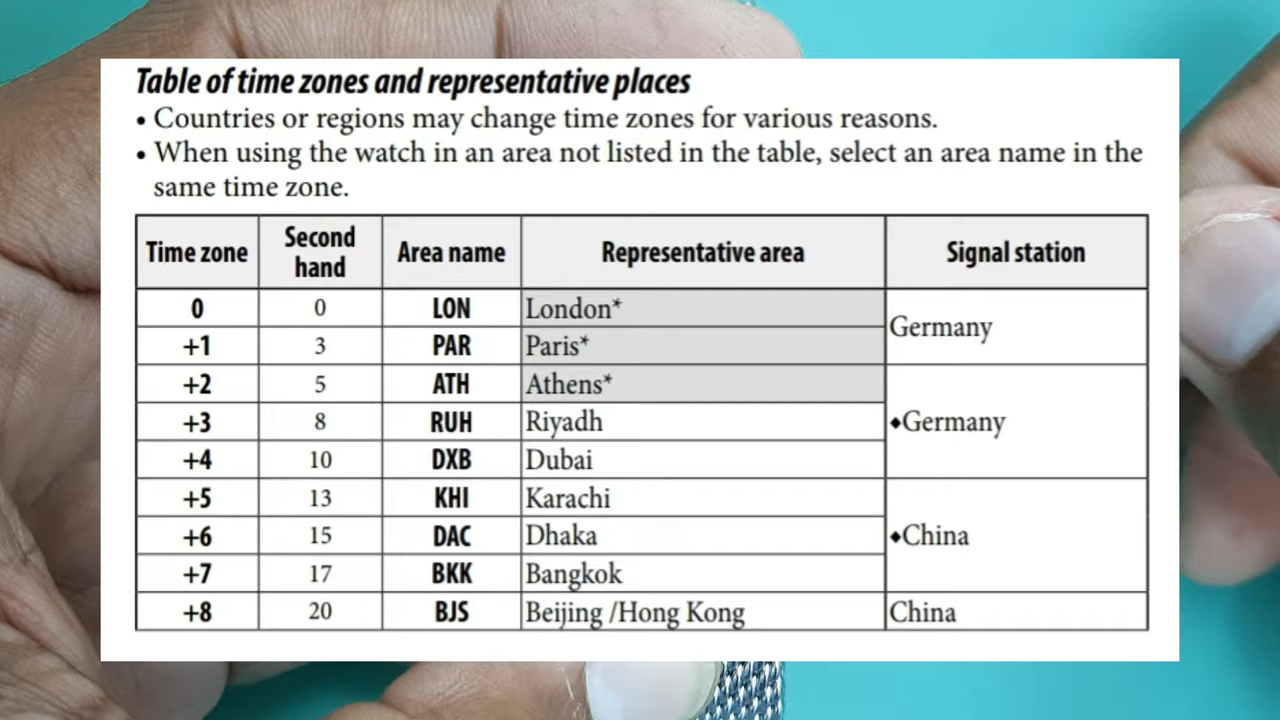 Table of time zones and representative places
• Countries or regions may change time zones for various reasons.
• When using the watch in an area not listed in the table, select an area name in the
same time zone.
Time zone Second hand Area name Representative area Signal station
0 0 LON London* Germany
+1 3 PAR Paris*
+2 5 ATH Athens*
+3 8 RUH Riyadh ♦Germany
+4 10 DXB Dubai
+5 13 KHI Karachi
+6 15 DAC Dhaka ♦China
+7 17 BKK Bangkok
+8 20 BJS Beijing /Hong Kong China